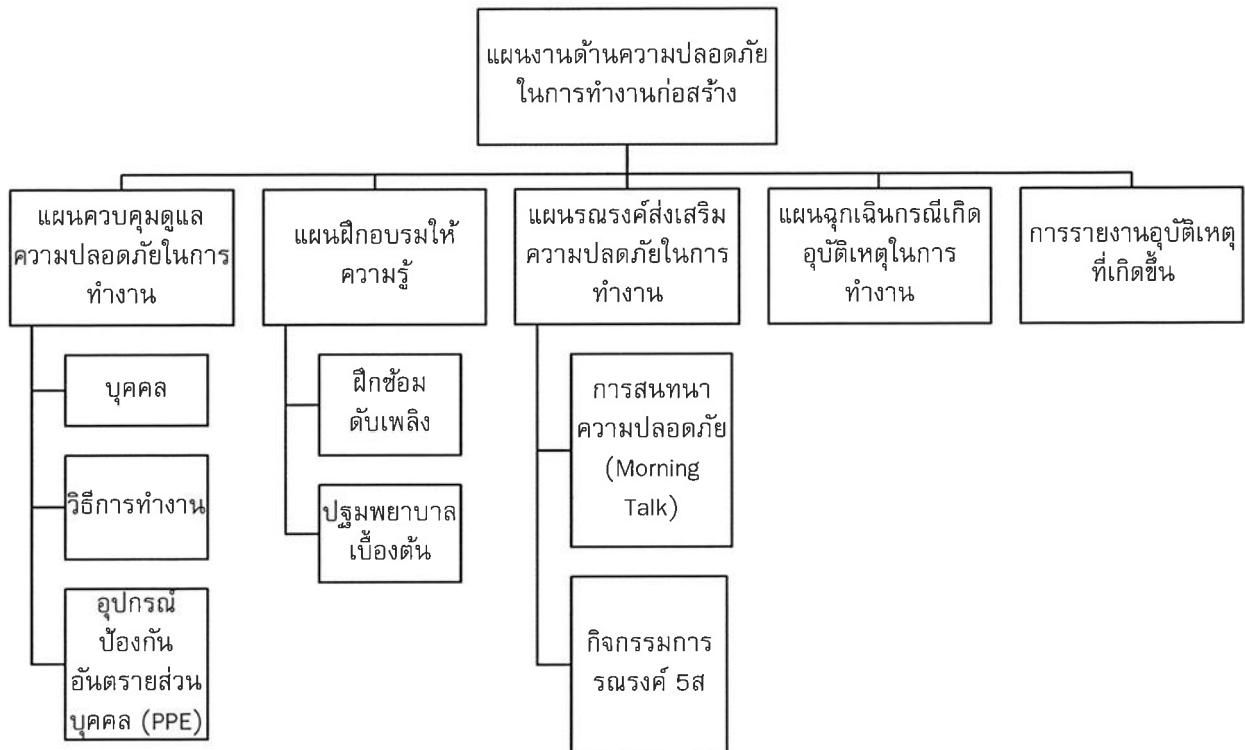 แผนงานด้านความปลอดภัย
ในการทำงานก่อสร้าง
แผนควบคุมดูแล
ความปลอดภัยในการ
ทำงาน
บุคคล
วิธีการทำงาน
อุปกรณ์
ป้องกัน
อันตรายส่วน
บุคคล (PPE)
แผนฝึกอบรมให้
ความรู้
ฝึกซ้อม
ดับเพลิง
ปฐมพยาบาล
เบื้องต้น
แผนรณรงค์ส่งเสริม
ความปลดภัยในการ
ทำงาน
การสนทนา
ความปลอดภัย
(Morning
Talk)
กิจกรรมการ
รณรงค์ 5ส
แผนฉุกเฉินกรณีเกิด
อุบัติเหตุในการ
ทำงาน
การรายงานอุบัติเหตุ
ที่เกิดขึ้น